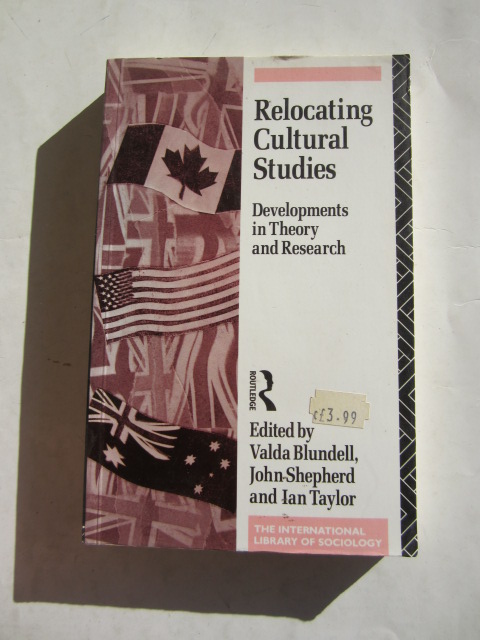 Relocating
Cultural
Studies
Developments
in Theory
and Research
ROUTLEDGE
£3.99
Edited by
Valda Blundell,
John Shepherd
and Ian Taylor
THE INTERNATIONAL
LIBRARY OF SOCIOLOGY